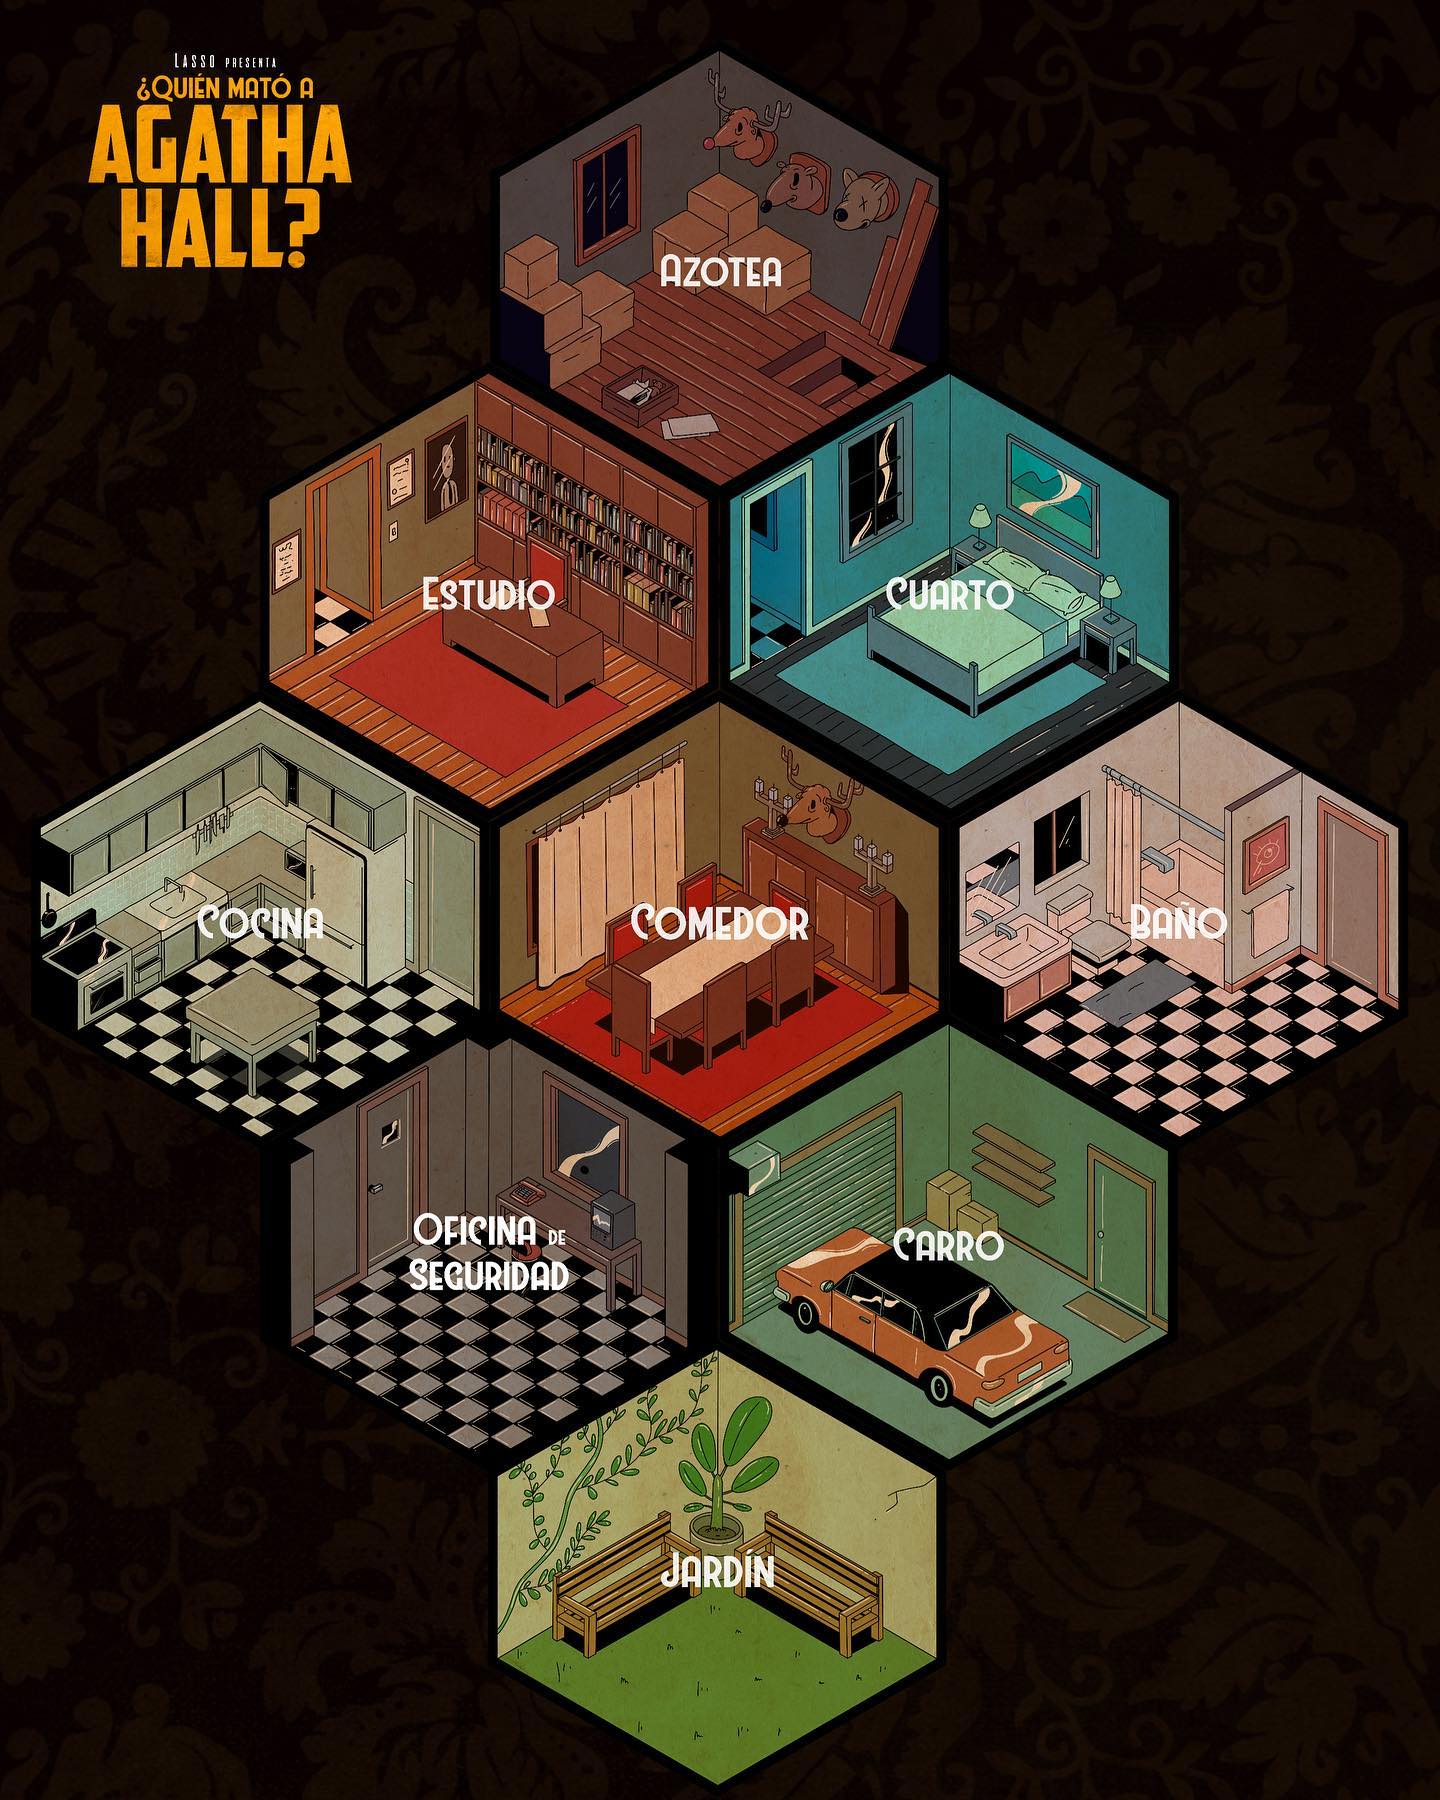 LASSO PRESENTA
¿QUIÉN MATÓ A
AGATHA
HALL?
AZOTEA
ESTUDIO
CUARTO
COCINA
COMEDOR
BAÑO
OFICINA DE
SEGURIDAD
CARRO
JARDÍN